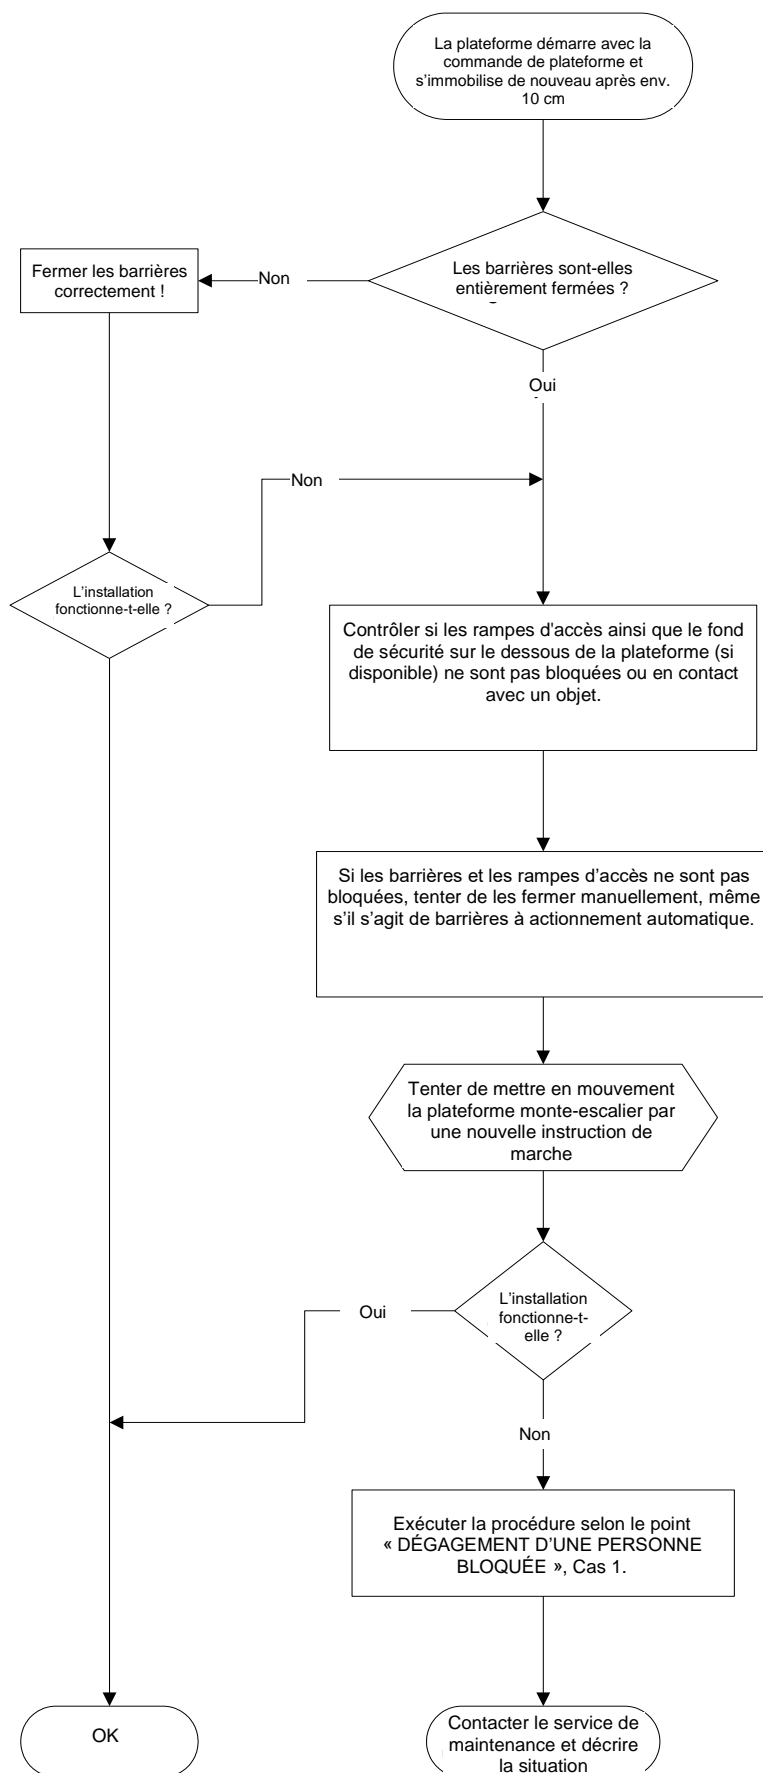 La plateforme démarre avec la
commande de plateforme et
s’immobilise de nouveau après env.
10 cm
Les barrières sont-elles
entièrement fermées ?
Non
Fermer les barrières
correctement !
Oui
Non
L’installation
fonctionne-t-elle ?
Contrôler si les rampes d'accès ainsi que le fond
de sécurité sur le dessous de la plateforme (si
disponible) ne sont pas bloquées ou en contact
avec un objet.
Si les barrières et les rampes d’accès ne sont pas
bloquées, tenter de les fermer manuellement, même
s’il s’agit de barrières à actionnement automatique.
Tenter de mettre en mouvement
la plateforme monte-escalier par
une nouvelle instruction de
marche
L’installation
fonctionne-t-
elle ?
Oui
Non
Exécuter la procédure selon le point
« DÉGAGEMENT D’UNE PERSONNE
BLOQUÉE », Cas 1.
OK
Contacter le service de
maintenance et décrire
la situation